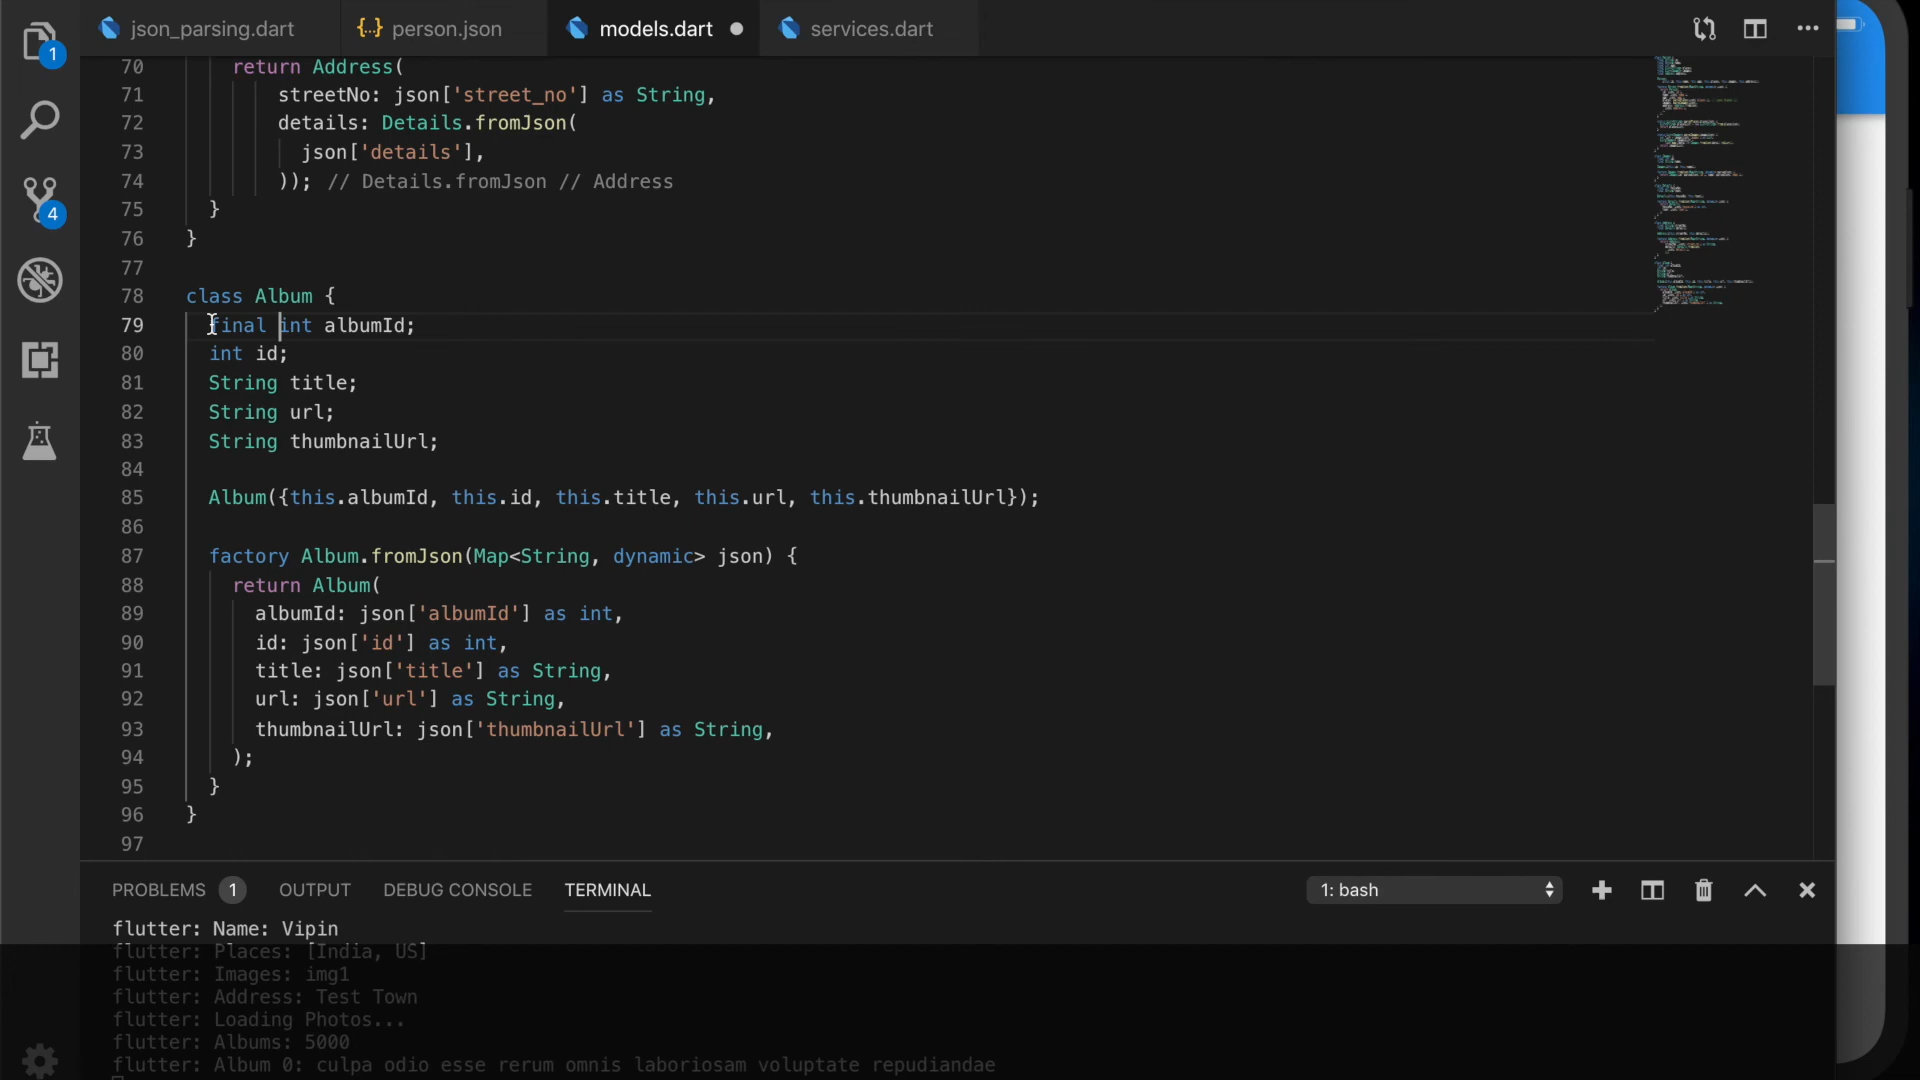 json_parsing.dart {..} person.json models.dart services.dart
1
4
70 return Address(
71 streetNo: json['street_no'] as String,
72 details: Details.fromJson(
73 json['details'],
74 )); // Details.fromJson // Address
75 }
76 }
77
78 class Album {
79 final int albumId;
80 int id;
81 String title;
82 String url;
83 String thumbnailUrl;
84
85 Album({this.albumId, this.id, this.title, this.url, this.thumbnailUrl});
86
87 factory Album.fromJson(Map<String, dynamic> json) {
88 return Album(
89 albumId: json['albumId'] as int,
90 id: json['id'] as int,
91 title: json['title'] as String,
92 url: json['url'] as String,
93 thumbnailUrl: json['thumbnailUrl'] as String,
94 );
95 }
96 }
97
PROBLEMS 1 OUTPUT DEBUG CONSOLE TERMINAL 1: bash
flutter: Name: Vipin
flutter: Places: [India, US]
flutter: Images: img1
flutter: Address: Test Town
flutter: Loading Photos...
flutter: Albums: 5000
flutter: Album 0: culpa odio esse rerum omnis laboriosam voluptate repudiandae